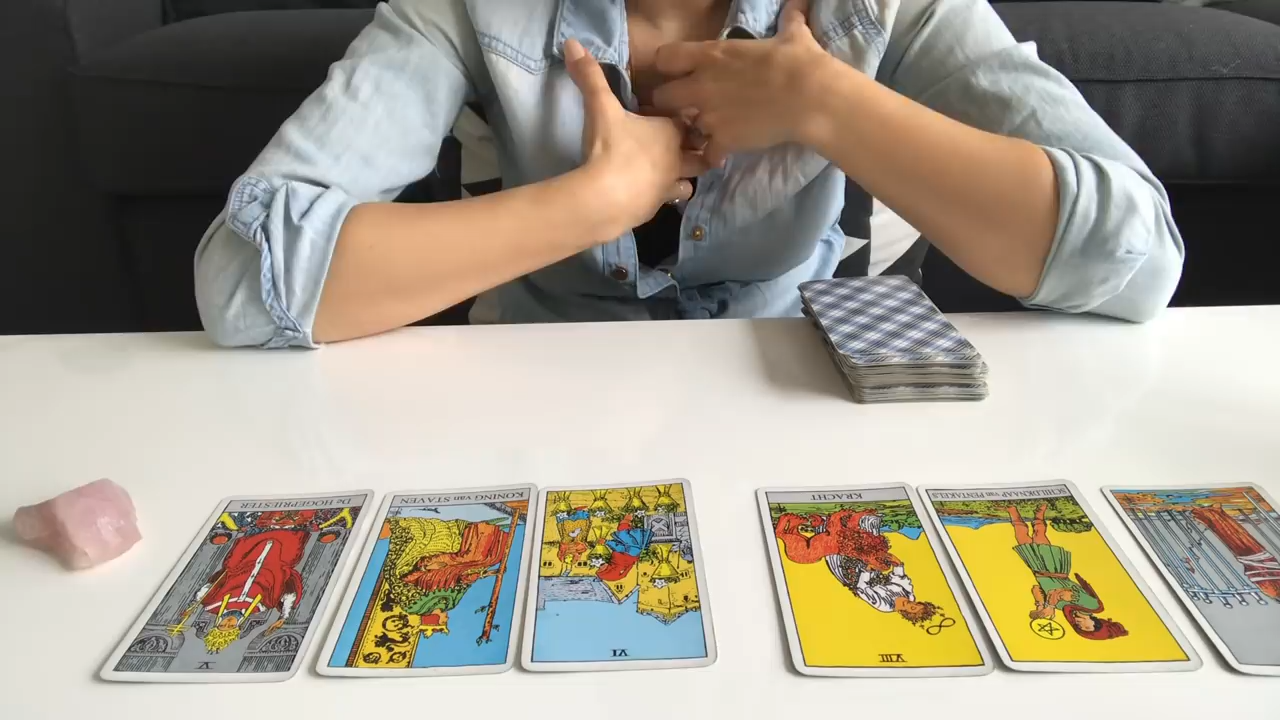 De HOGEPRIESTER
V
KONING van STAVEN
VI
KRACHT
VIII
SCHILDKNAAP van PENTAKELS